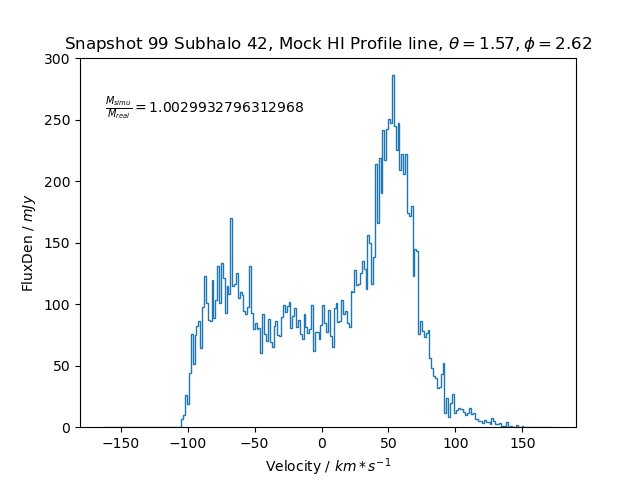 Snapshot 99 Subhalo 42, Mock HI Profile line, θ = 1.57, ϕ = 2.62
300
250
200
150
100
50
0
FluxDen / mJy
M_simu/M_real = 1.0029932796312968
−150 −100 −50 0 50 100 150
Velocity / km * s⁻¹